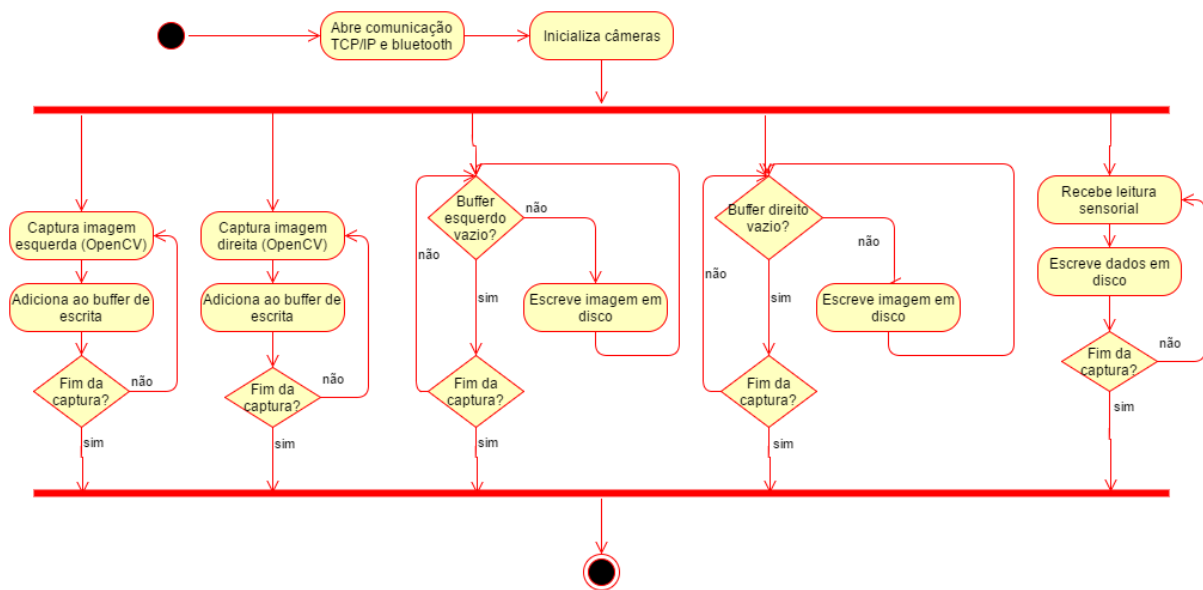 Abre comunicação
TCP/IP e bluetooth
Inicializa câmeras
Captura imagem
esquerda (OpenCV)
Adiciona ao buffer de
escrita
Fim da
captura?
não
sim
Captura imagem
direita (OpenCV)
Adiciona ao buffer de
escrita
Fim da
captura?
não
sim
Buffer
esquerdo
vazio?
não
não
sim
Escreve imagem em
disco
Fim da
captura?
sim
Buffer direito
vazio?
não
não
sim
Escreve imagem em
disco
Fim da
captura?
sim
Recebe leitura
sensorial
Escreve dados em
disco
Fim da
captura?
não
sim